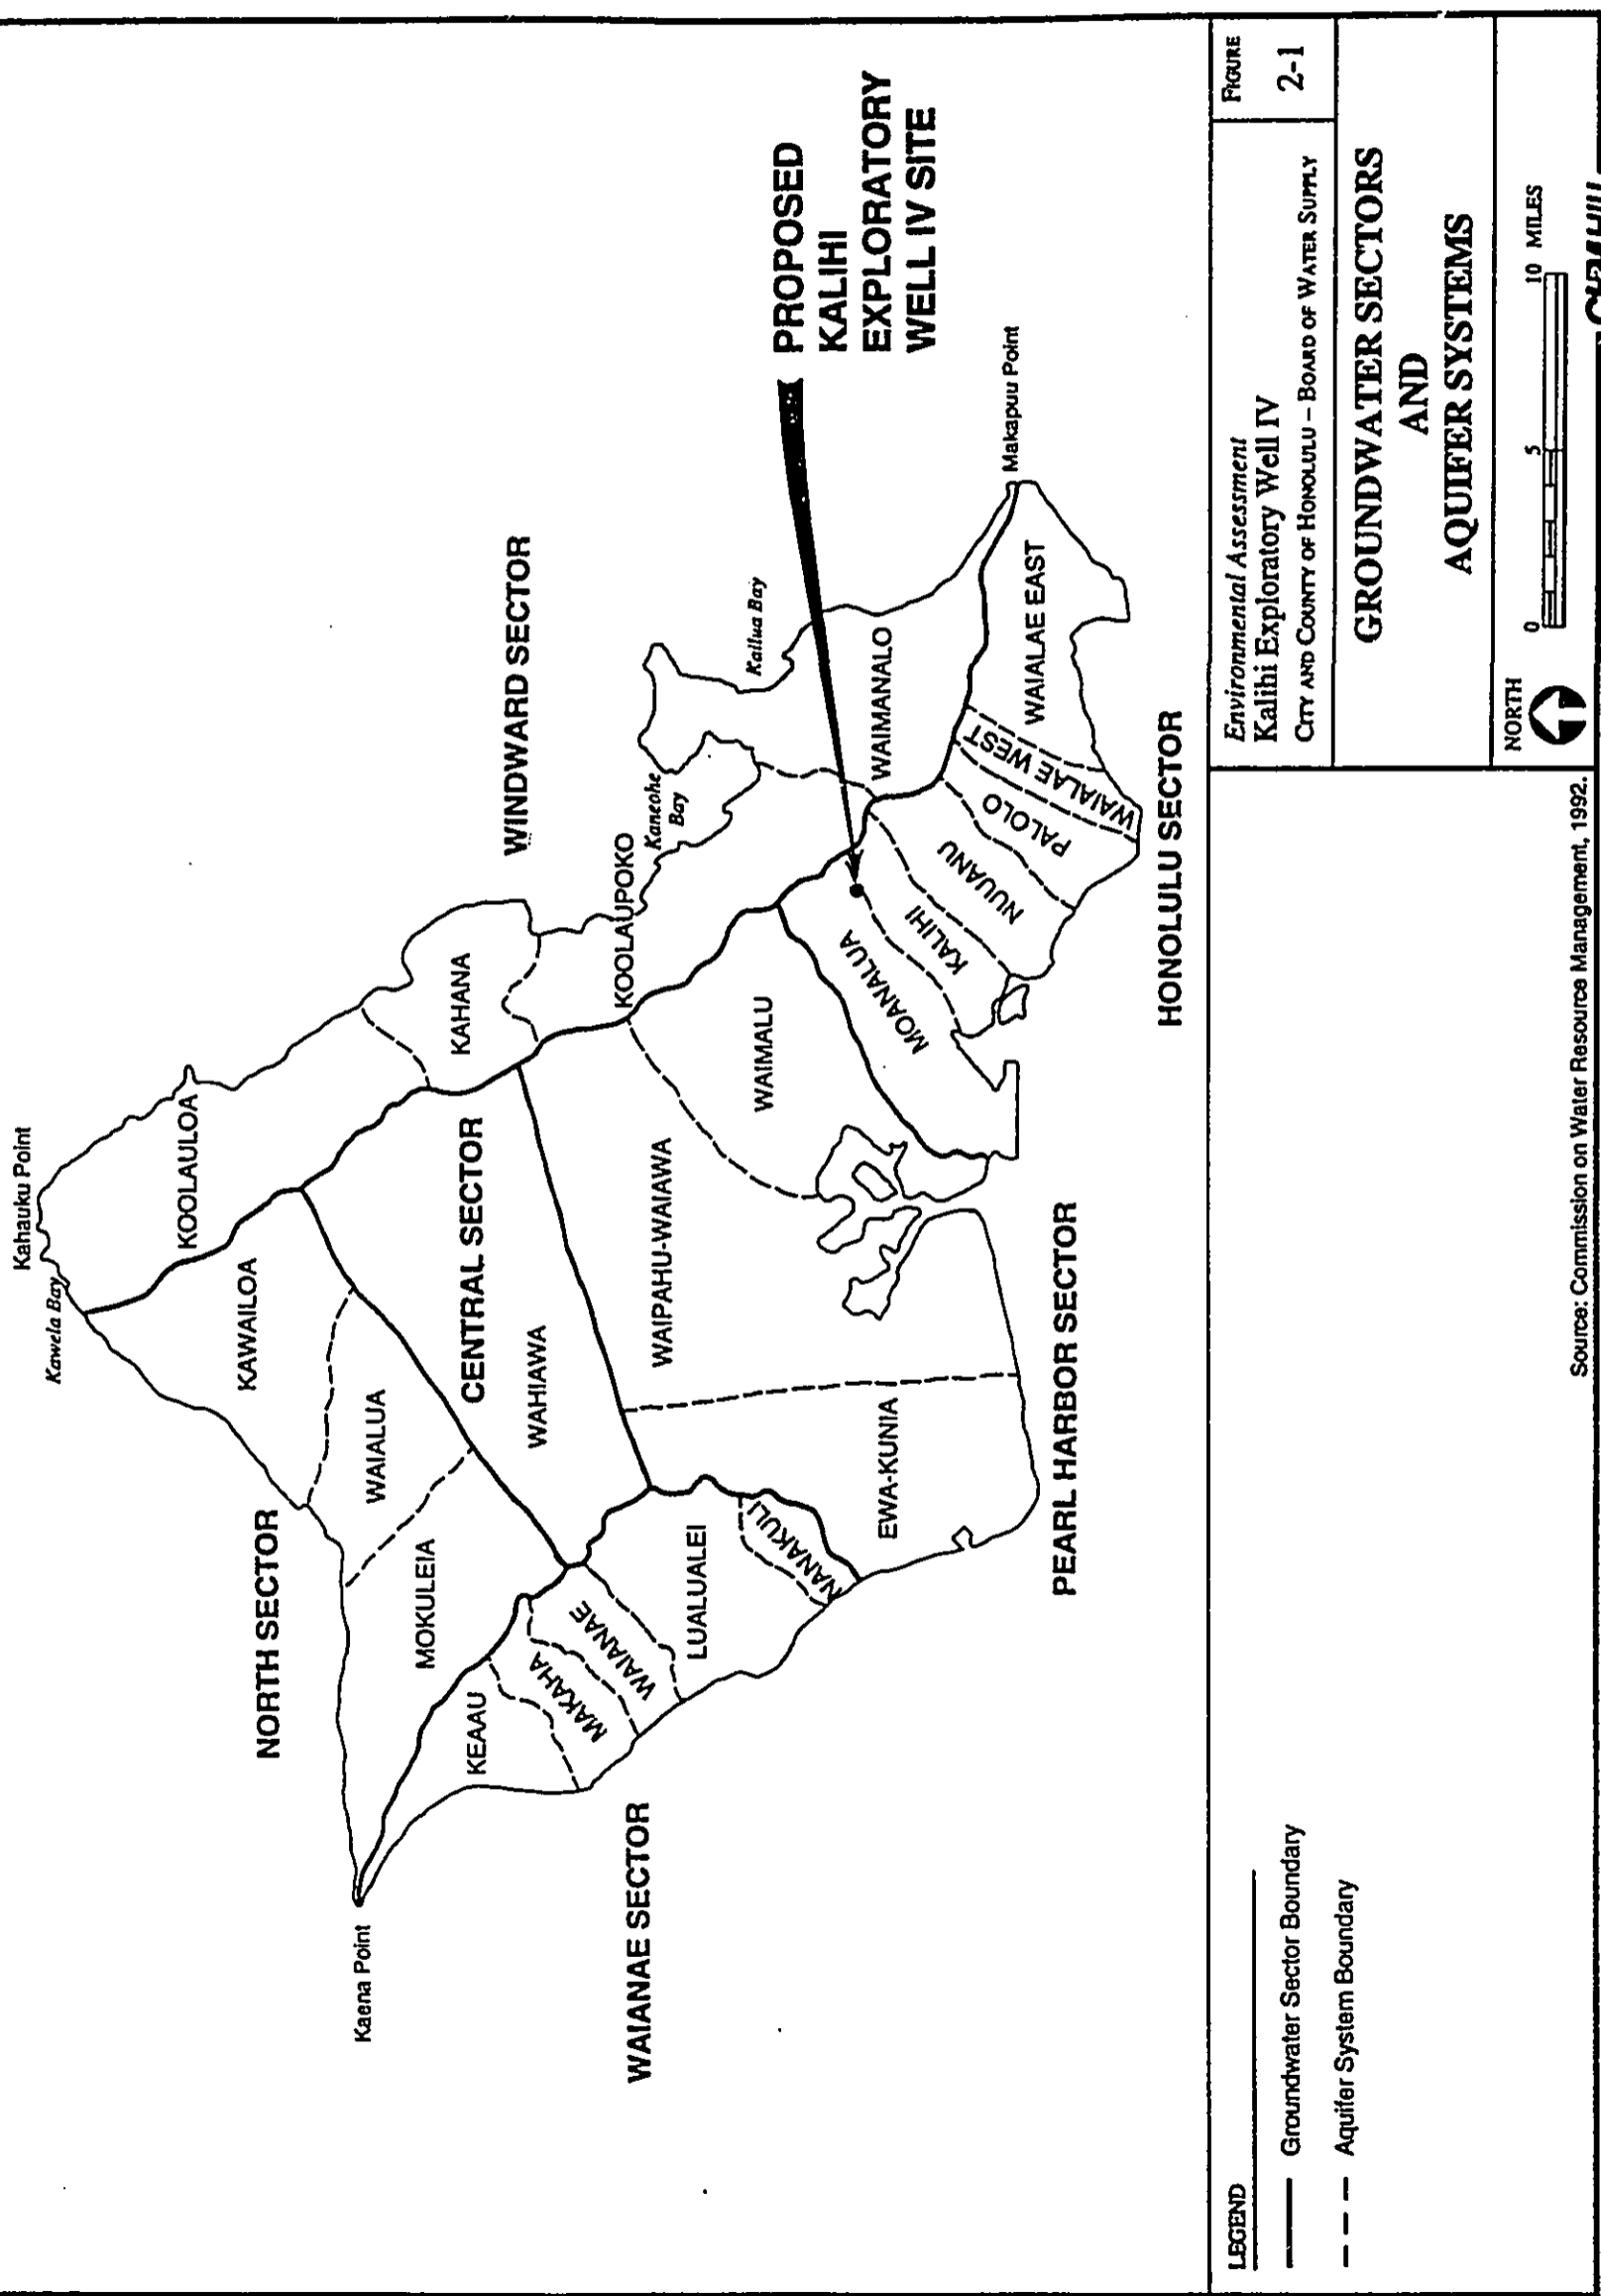 Kahauku Point
Kawela Bay
KOOLAULOA
KAWAILOA
NORTH SECTOR
WAIALUA
MOKULEIA
Kaena Point
KEAAU
MAKAHA
WAIANAE
WAIANAE SECTOR
LUALUALEI
NANAKULI
CENTRAL SECTOR
WAHIAWA
KAHANA
WINDWARD SECTOR
KOOLAUPOKO
Kaneohe
Bay
Kailua Bay
WAIPAHU-WAIAWA
WAIMALU
EWA-KUNIA
PEARL HARBOR SECTOR
PROPOSED
KALIHI
EXPLORATORY
WELL IV SITE
Makapuu Point
WAIMANALO
MOANALUA
KALIHI
NUUANU
PALOLO
WAIALAE WEST
WAIALAE EAST
HONOLULU SECTOR
LEGEND
Groundwater Sector Boundary
Aquifer System Boundary
Source: Commission on Water Resource Management, 1992.
Environmental Assessment
Kalihi Exploratory Well IV
CITY AND COUNTY OF HONOLULU – BOARD OF WATER SUPPLY
FIGURE
2-1
GROUNDWATER SECTORS
AND
AQUIFER SYSTEMS
NORTH
0 5 10 MILES